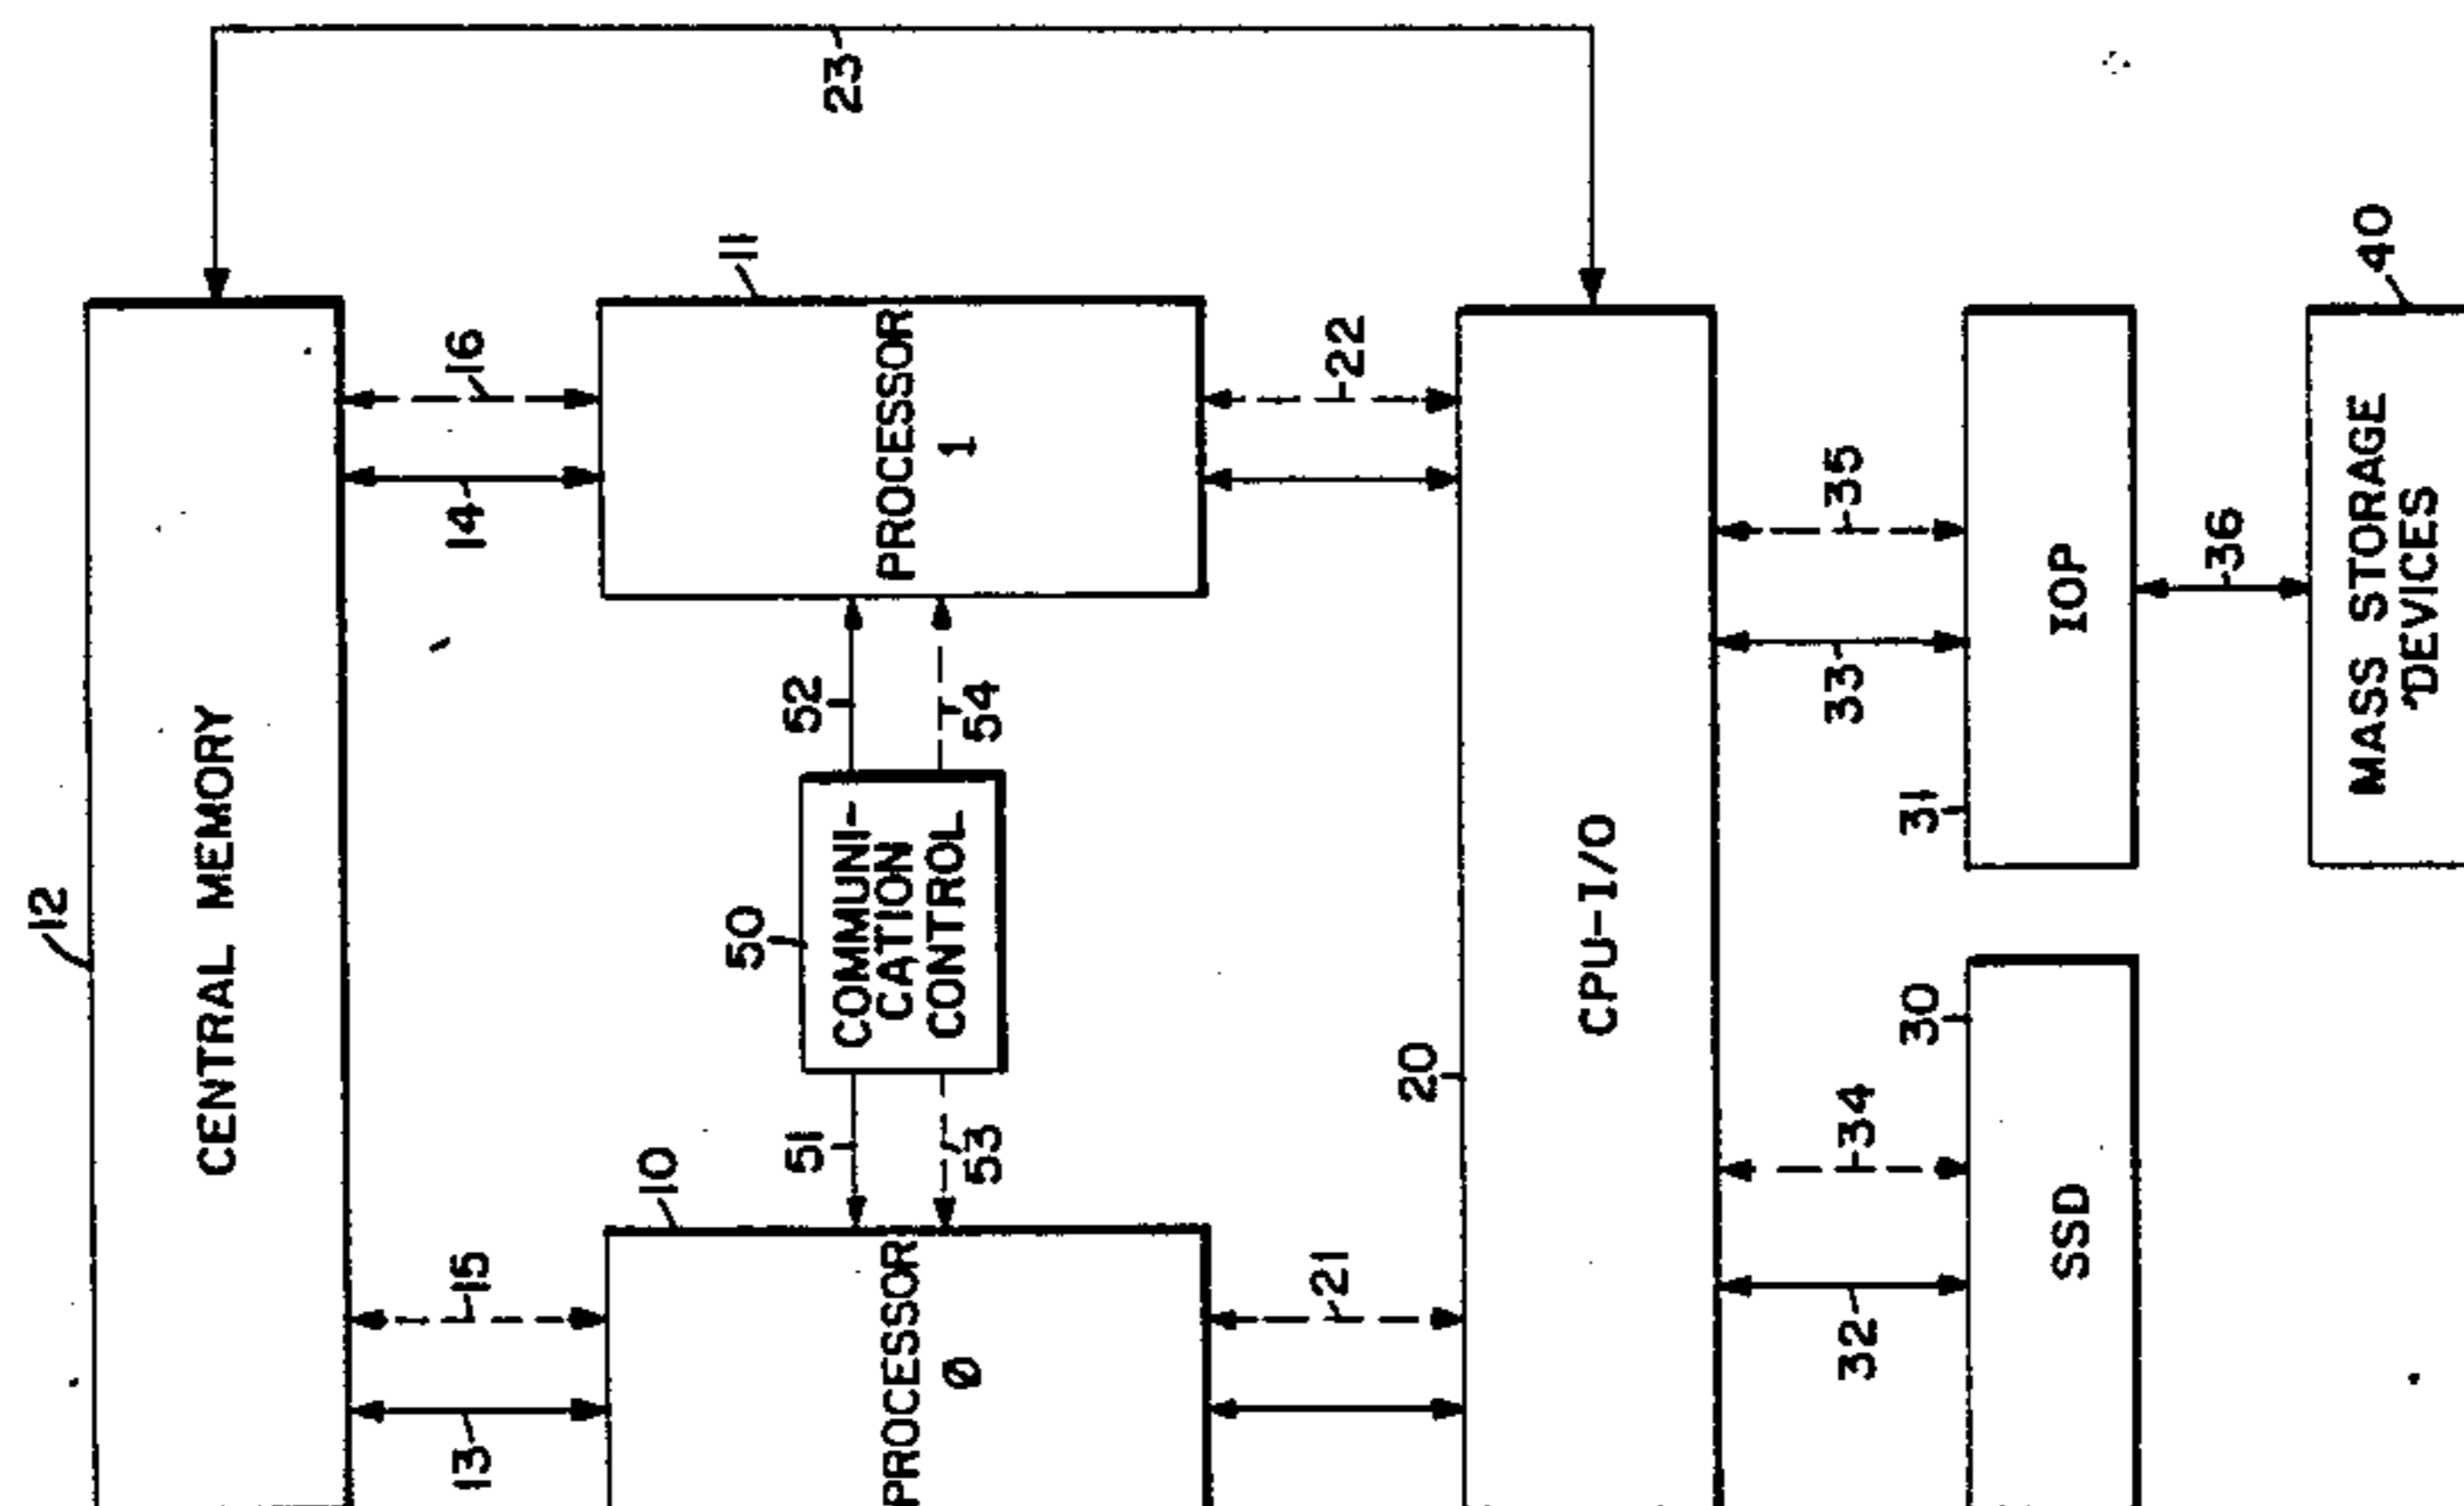 23
12
CENTRAL MEMORY
16
14
15
13
11
PROCESSOR
1
52
54
50
COMMUNI-
CATION
CONTROL
51
53
10
PROCESSOR
0
22
21
20
CPU-I/O
35
33
34
32
31
IOP
30
SSD
36
40
MASS STORAGE
DEVICES